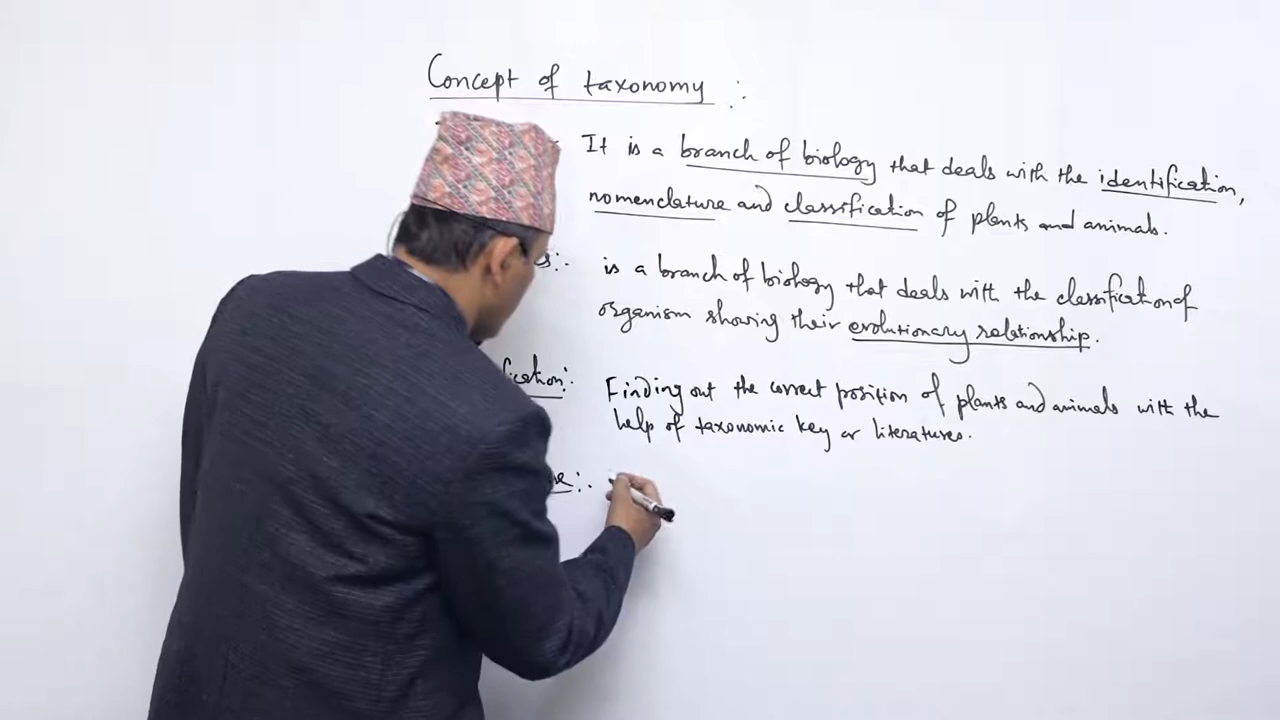 Concept of taxonomy :
It is a branch of biology that deals with the identification,
nomenclature and classification of plants and animals.
is a branch of biology that deals with the classification of
organism showing their evolutionary relationship.
Finding out the correct position of plants and animals with the
help of taxonomic key or literatures.